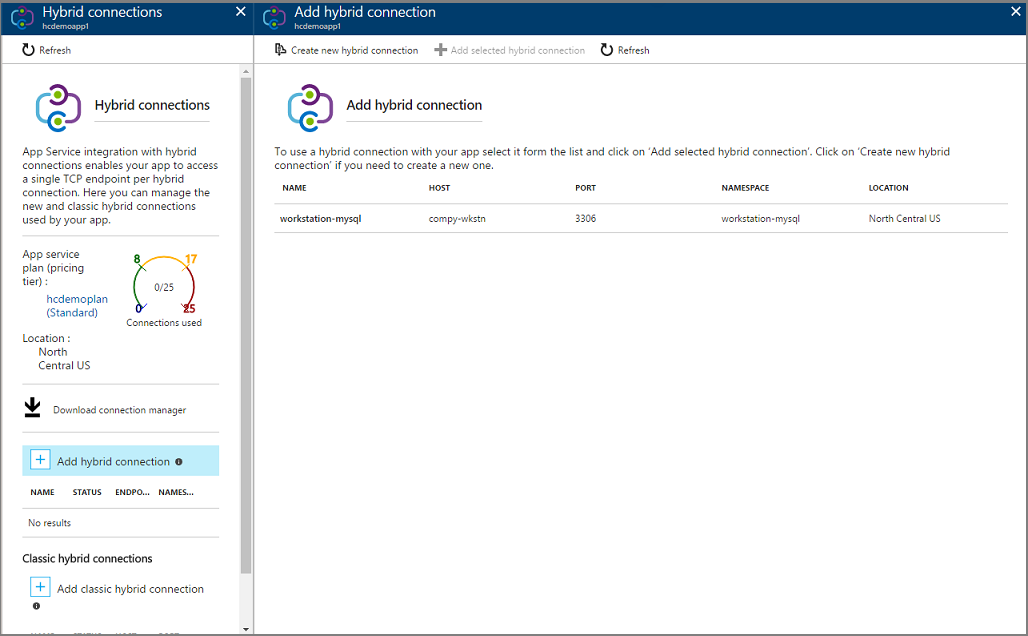 Hybrid connections
hcdemoapp1
Refresh
Hybrid connections
App Service integration with hybrid
connections enables your app to access
a single TCP endpoint per hybrid
connection. Here you can manage the
new and classic hybrid connections
used by your app.
App service
plan (pricing
tier) :
hcdemoplan
(Standard)
8
17
0/25
0
25
Connections used
Location :
North
Central US
Download connection manager
Add hybrid connection
NAME STATUS ENDPO... NAMES...
No results
Classic hybrid connections
Add classic hybrid connection
Add hybrid connection
hcdemoapp1
Create new hybrid connection Add selected hybrid connection Refresh
Add hybrid connection
To use a hybrid connection with your app select it form the list and click on 'Add selected hybrid connection'. Click on 'Create new hybrid
connection' if you need to create a new one.
NAME HOST PORT NAMESPACE LOCATION
workstation-mysql compy-wkstn 3306 workstation-mysql North Central US